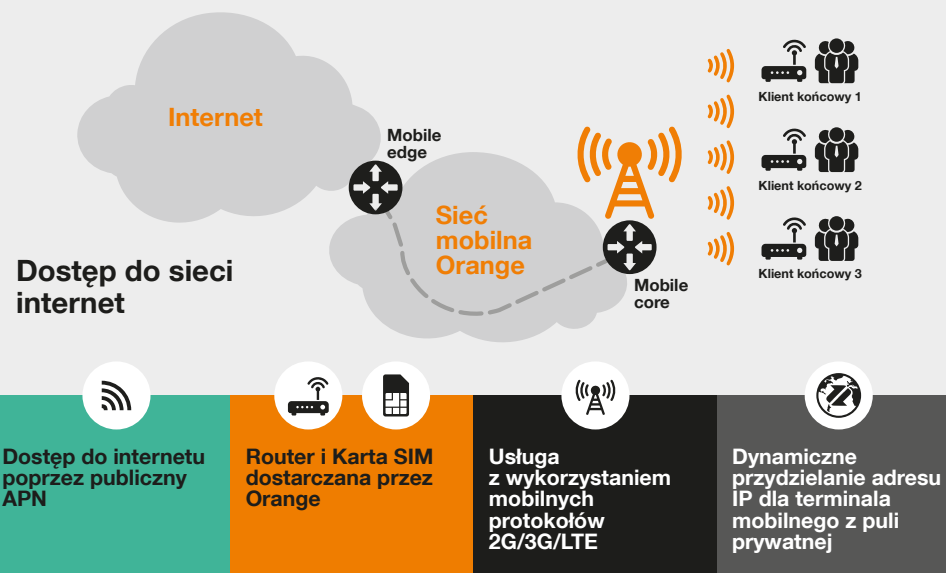 Internet
Mobile
edge
Sieć
mobilna
Orange
Mobile
core
Klient końcowy 1
Klient końcowy 2
Klient końcowy 3
Dostęp do sieci
internet
Dostęp do internetu
poprzez publiczny
APN
Router i Karta SIM
dostarczana przez
Orange
Usługa
z wykorzystaniem
mobilnych
protokołów
2G/3G/LTE
Dynamiczne
przydzielanie adresu
IP dla terminala
mobilnego z puli
prywatnej